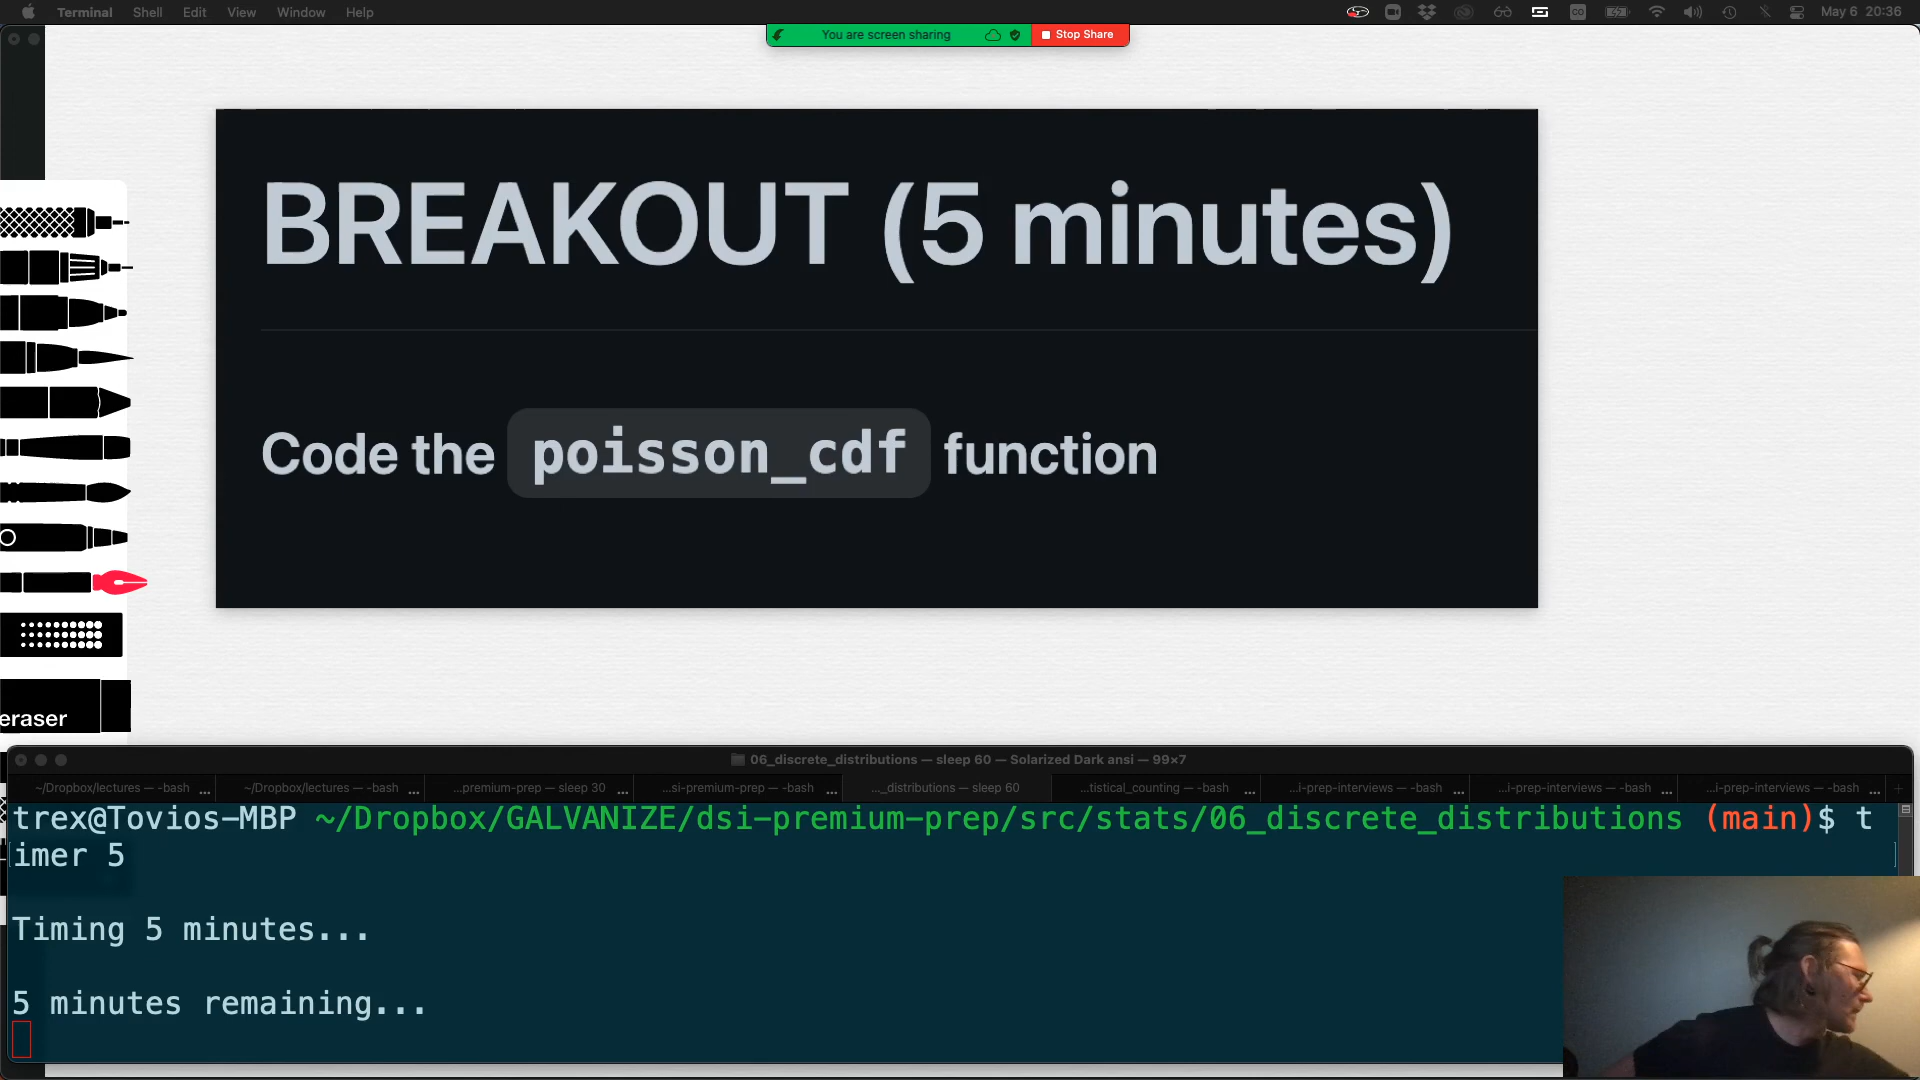 Terminal Shell Edit View Window Help
May 6 20:36
You are screen sharing
Stop Share
BREAKOUT (5 minutes)
Code the poisson_cdf function
eraser
06_discrete_distributions — sleep 60 — Solarized Dark ansi — 99×7
~/Dropbox/lectures — -bash ... ~/Dropbox/lectures — -bash ... ...premium-prep — sleep 30 ... ...si-premium-prep — -bash ... ..._distributions — sleep 60 ...tistical_counting — -bash ... ...i-prep-interviews — -bash ... ...i-prep-interviews — -bash ... ...i-prep-interviews — -bash ... +
trex@Tovios-MBP ~/Dropbox/GALVANIZE/dsi-premium-prep/src/stats/06_discrete_distributions (main)$ t
imer 5
Timing 5 minutes...
5 minutes remaining...